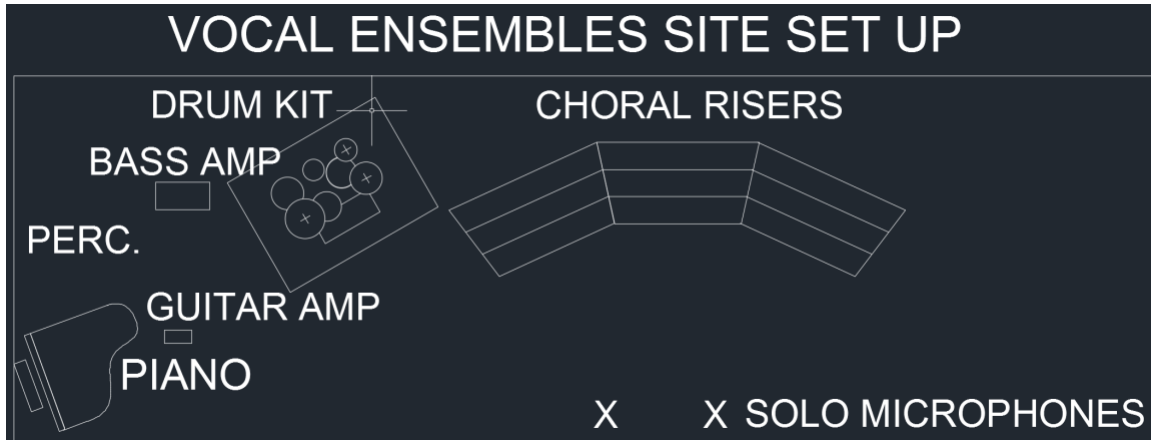 VOCAL ENSEMBLES SITE SET UP
DRUM KIT
CHORAL RISERS
BASS AMP
PERC.
GUITAR AMP
PIANO
X X SOLO MICROPHONES